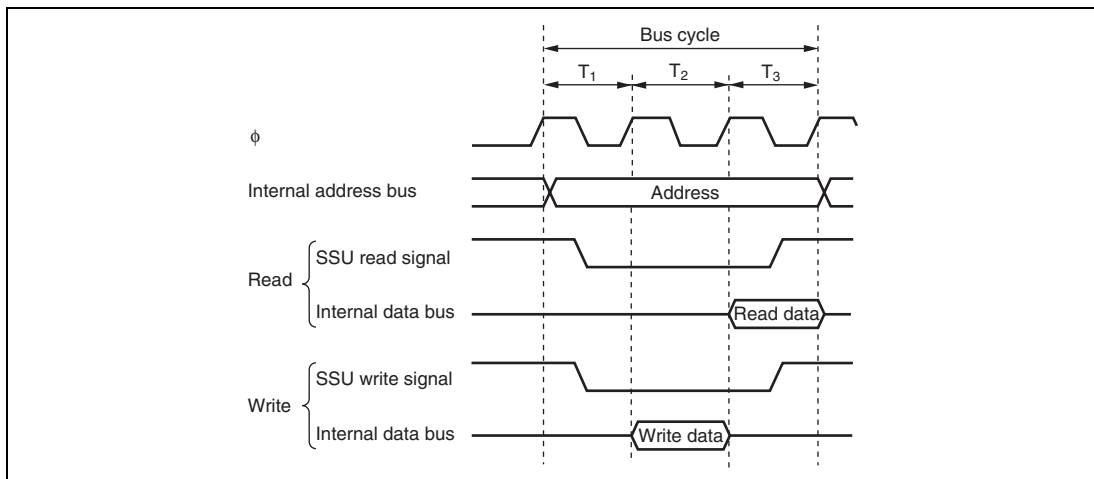 Bus cycle
T₁ T₂ T₃
ϕ
Internal address bus
Address
SSU read signal
Read
Internal data bus
Read data
SSU write signal
Write
Internal data bus
Write data